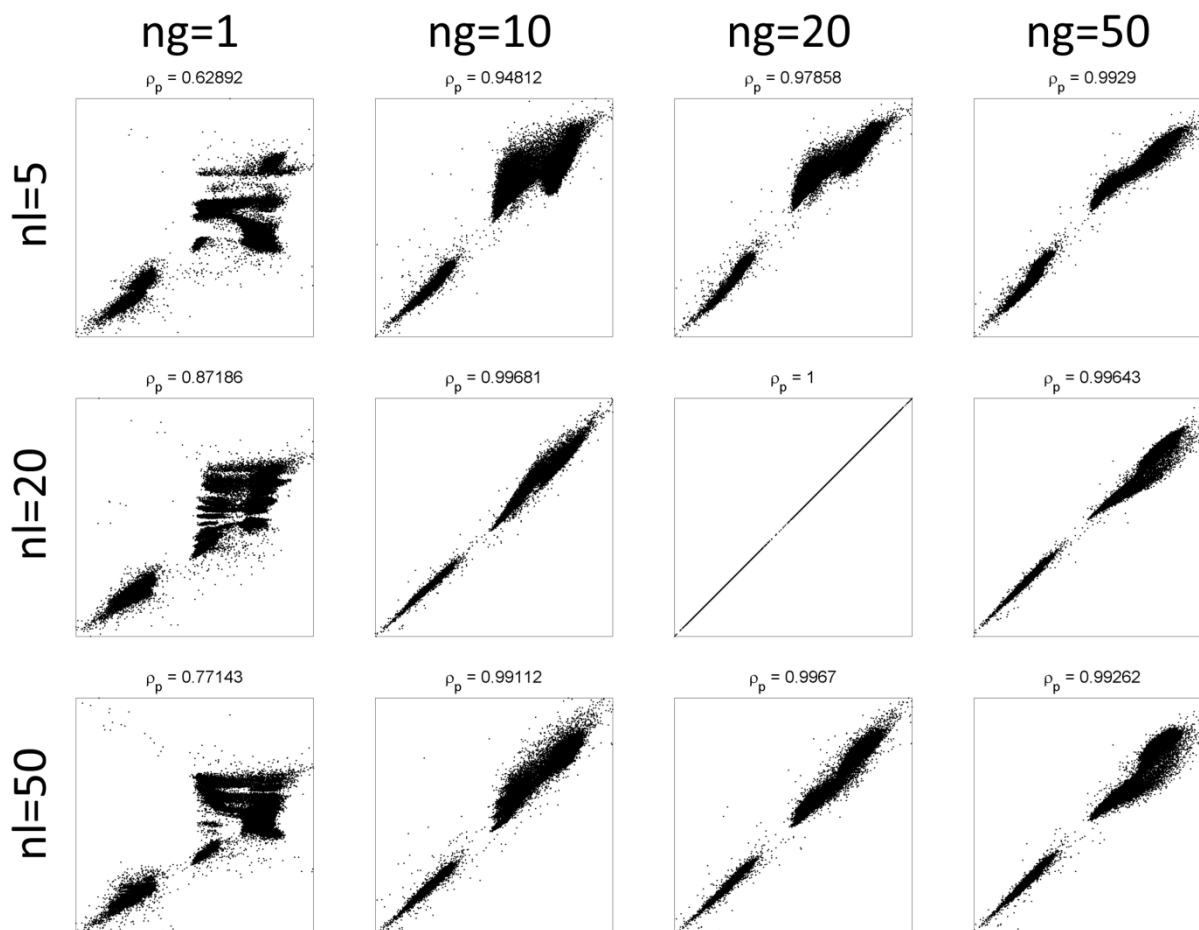 ng=1 ng=10 ng=20 ng=50
ρp = 0.62892 ρp = 0.94812 ρp = 0.97858 ρp = 0.9929
nl=5
ρp = 0.87186 ρp = 0.99681 ρp = 1 ρp = 0.99643
nl=20
ρp = 0.77143 ρp = 0.99112 ρp = 0.9967 ρp = 0.99262
nl=50